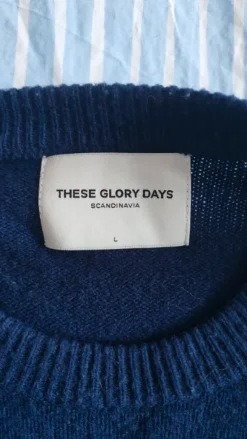 THESE GLORY DAYS
SCANDINAVIA
L